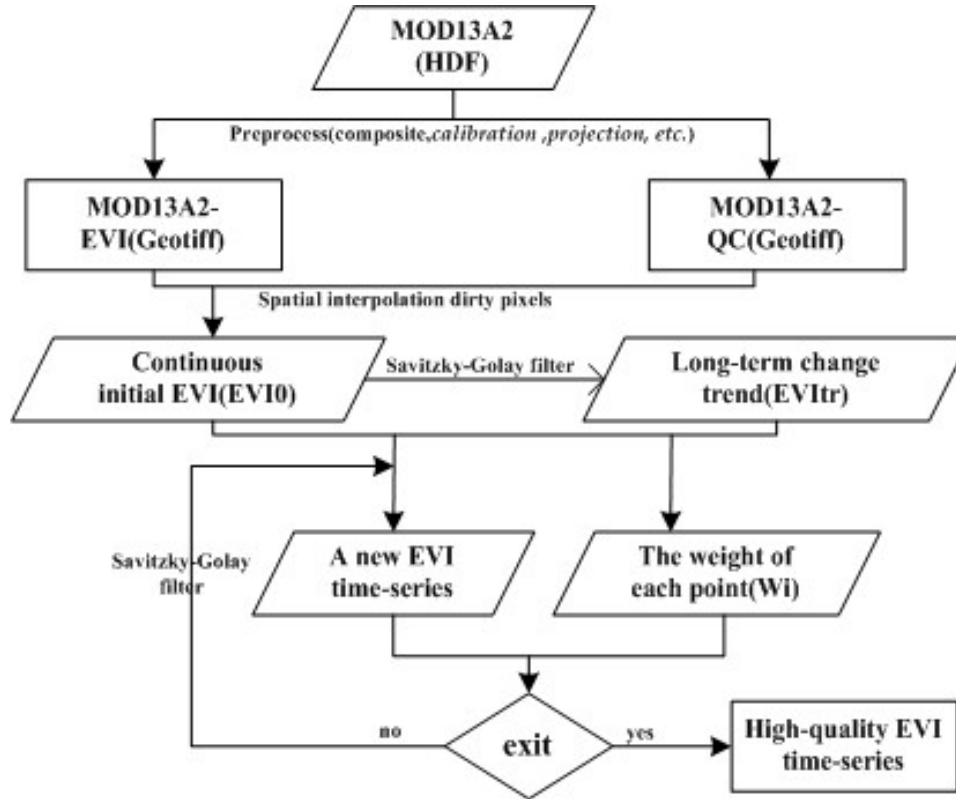 MOD13A2
(HDF)
Preprocess(composite,calibration ,projection, etc.)
MOD13A2-
EVI(Geotiff)
MOD13A2-
QC(Geotiff)
Spatial interpolation dirty pixels
Continuous
initial EVI(EVI0)
Savitzky-Golay filter
Long-term change
trend(EVItr)
Savitzky-Golay
filter
A new EVI
time-series
The weight of
each point(Wi)
no
exit
yes
High-quality EVI
time-series